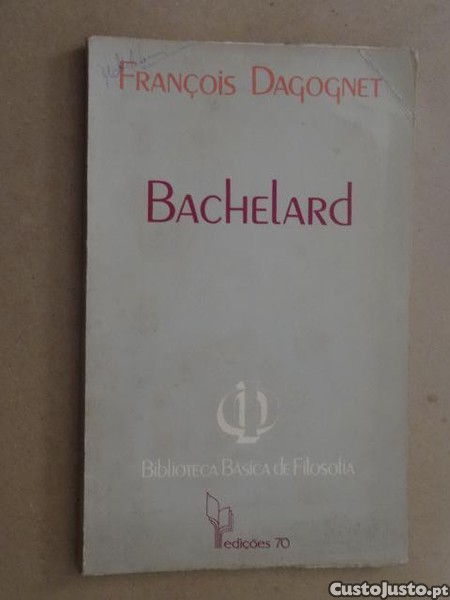 François Dagognet
Bachelard
Biblioteca Básica de Filosofia
edições 70
CustoJusto.pt